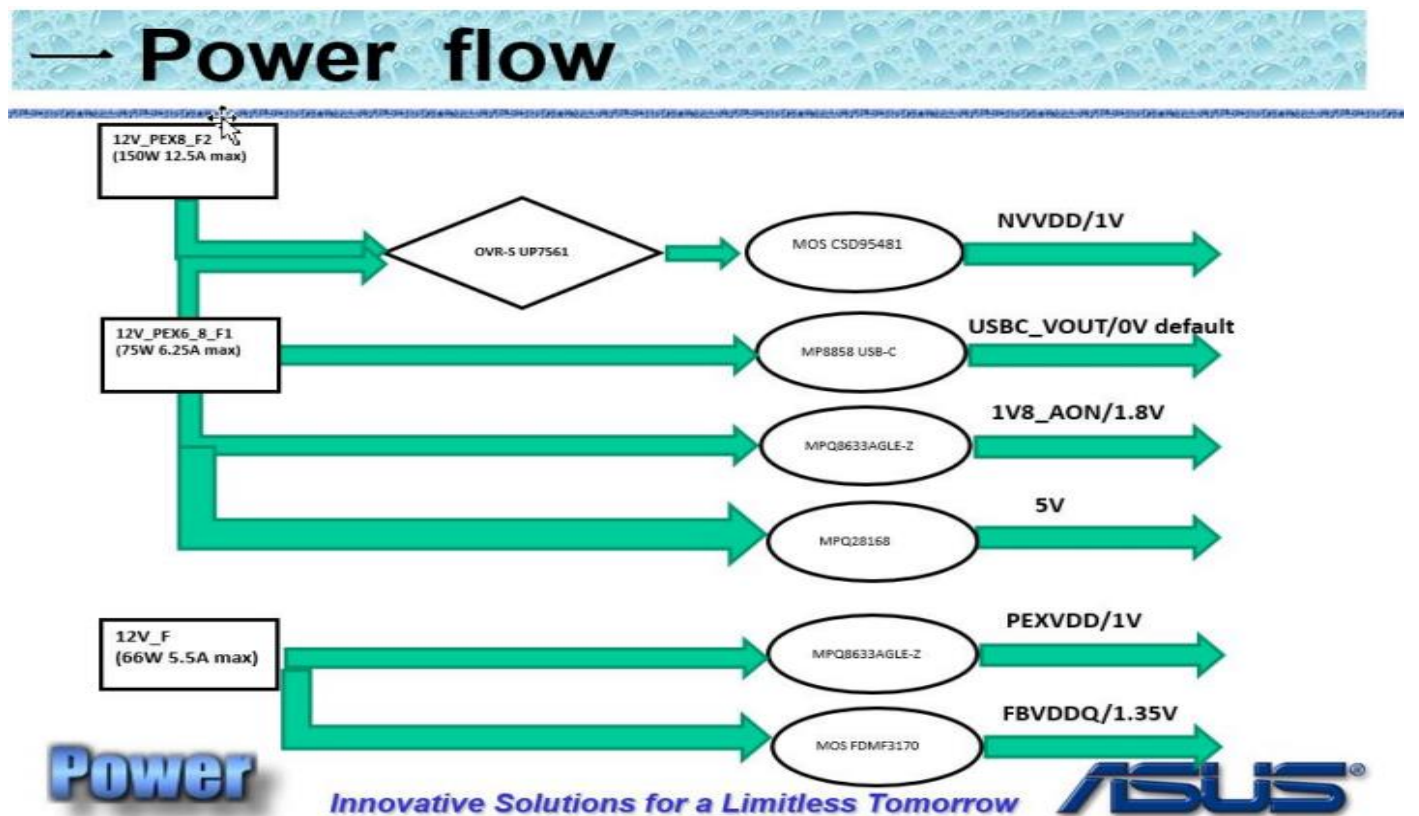 一 Power flow
12V_PEX8_F2
(150W 12.5A max)
OVR-S UP7561
MOS CSD95481
NVVDD/1V
12V_PEX6_8_F1
(75W 6.25A max)
MP8858 USB-C
USBC_VOUT/0V default
MPQ8633AGLE-Z
1V8_AON/1.8V
MPQ28168
5V
12V_F
(66W 5.5A max)
MPQ8633AGLE-Z
PEXVDD/1V
MOS FDMF3170
FBVDDQ/1.35V
Power
Innovative Solutions for a Limitless Tomorrow
ASUS®